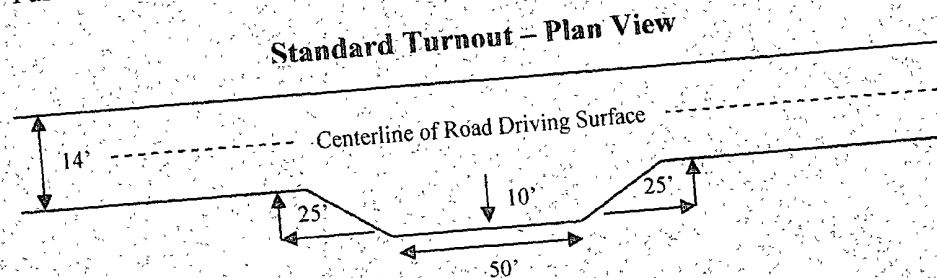 Standard Turnout – Plan View
Centerline of Road Driving Surface
14'
25'
10'
25'
50'